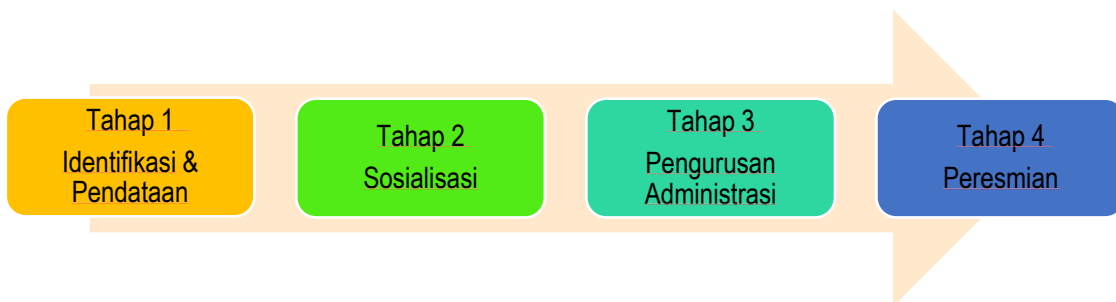 Tahap 1
Identifikasi &
Pendataan
Tahap 2
Sosialisasi
Tahap 3
Pengurusan
Administrasi
Tahap 4
Peresmian